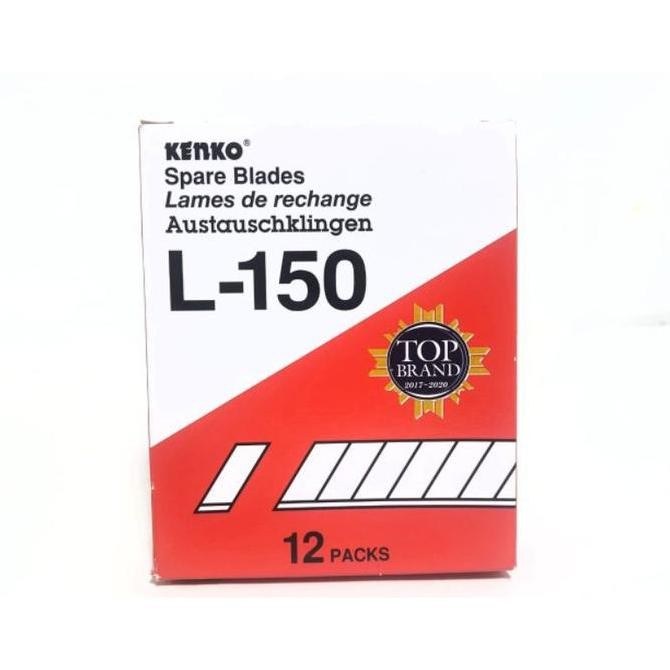 KENKO®
Spare Blades
Lames de rechange
Austauschklingen
L-150
TOP
BRAND
2017-2020
12 PACKS